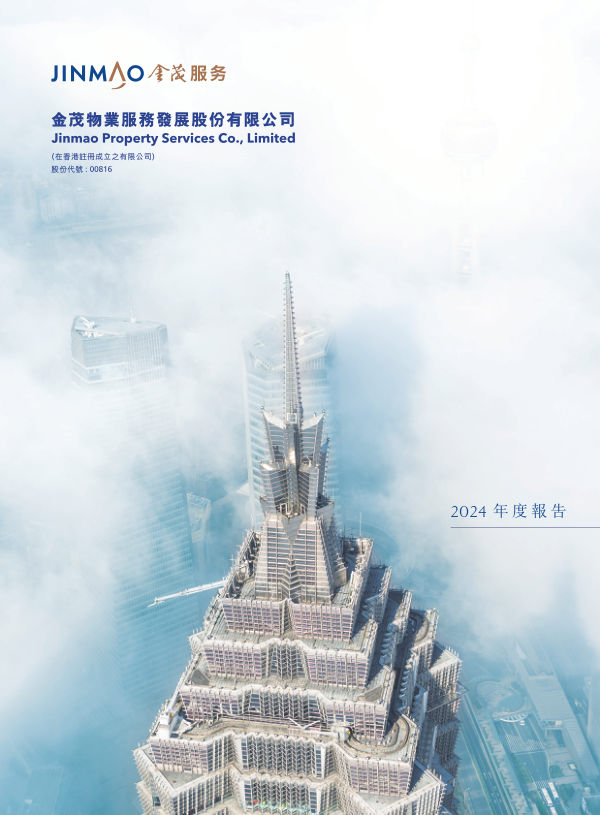 JINMAO 金茂服务
金茂物業服務發展股份有限公司
Jinmao Property Services Co., Limited
(在香港註冊成立之有限公司)
股份代號 : 00816
2024 年度報告